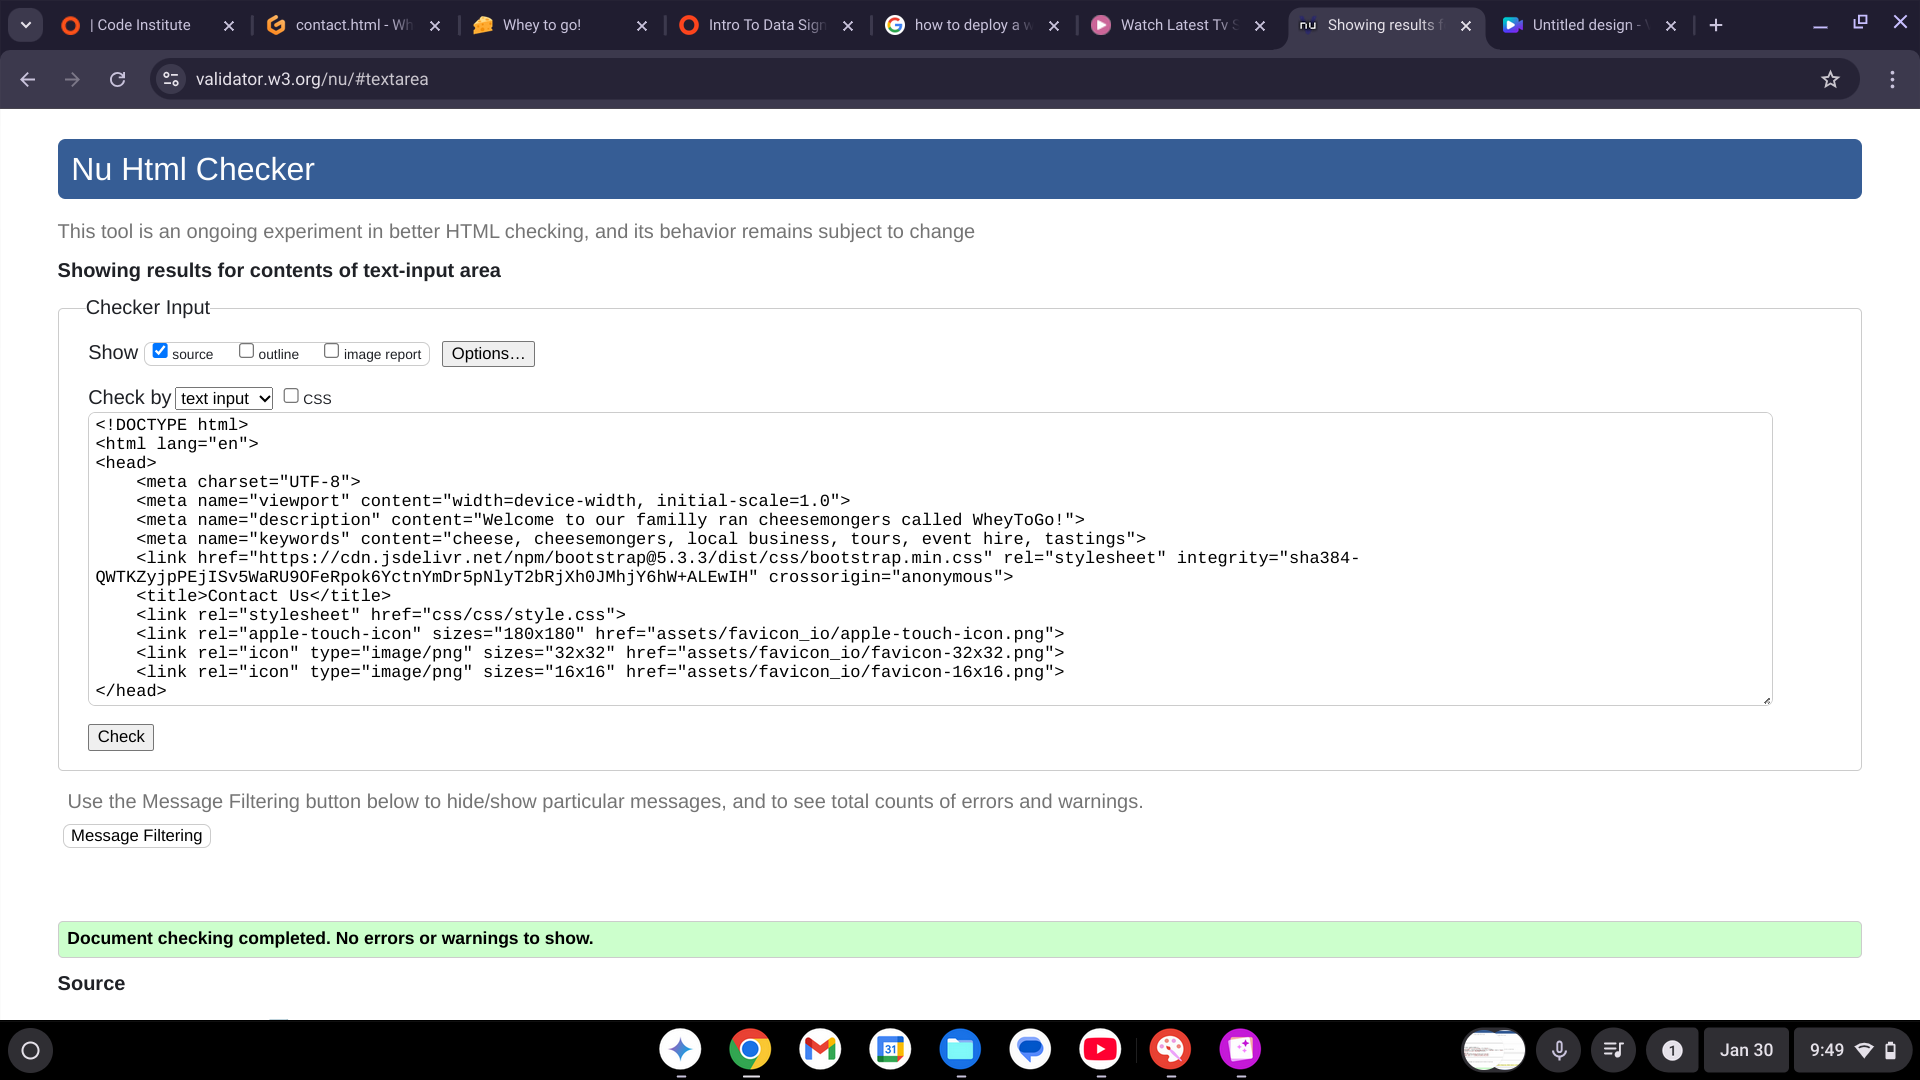 | Code Institute
contact.html - Wh
Whey to go!
Intro To Data Sign
how to deploy a w
Watch Latest Tv S
nu
Showing results f
Untitled design -
validator.w3.org/nu/#textarea
Nu Html Checker
This tool is an ongoing experiment in better HTML checking, and its behavior remains subject to change
Showing results for contents of text-input area
Checker Input
Show source outline image report Options…
Check by text input CSS
<!DOCTYPE html>
<html lang="en">
<head>
    <meta charset="UTF-8">
    <meta name="viewport" content="width=device-width, initial-scale=1.0">
    <meta name="description" content="Welcome to our familly ran cheesemongers called WheyToGo!">
    <meta name="keywords" content="cheese, cheesemongers, local business, tours, event hire, tastings">
    <link href="https://cdn.jsdelivr.net/npm/bootstrap@5.3.3/dist/css/bootstrap.min.css" rel="stylesheet" integrity="sha384-
QWTKZyjpPEjISv5WaRU9OFeRpok6YctnYmDr5pNlyT2bRjXh0JMhjY6hW+ALEwIH" crossorigin="anonymous">
    <title>Contact Us</title>
    <link rel="stylesheet" href="css/css/style.css">
    <link rel="apple-touch-icon" sizes="180x180" href="assets/favicon_io/apple-touch-icon.png">
    <link rel="icon" type="image/png" sizes="32x32" href="assets/favicon_io/favicon-32x32.png">
    <link rel="icon" type="image/png" sizes="16x16" href="assets/favicon_io/favicon-16x16.png">
</head>
Check
Use the Message Filtering button below to hide/show particular messages, and to see total counts of errors and warnings.
Message Filtering
Document checking completed. No errors or warnings to show.
Source
31
1
Jan 30
9:49